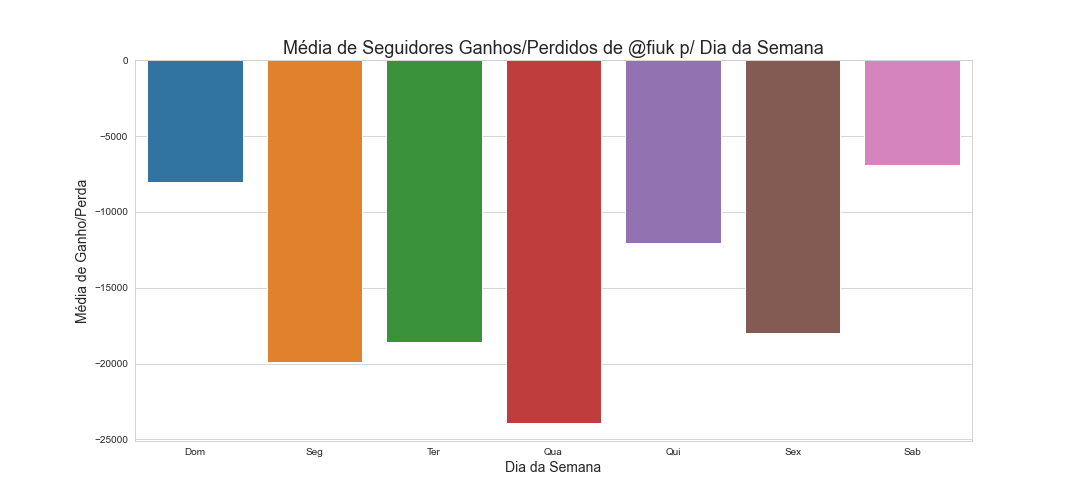 Média de Seguidores Ganhos/Perdidos de @fiuk p/ Dia da Semana
Média de Ganho/Perda
0
−5000
−10000
−15000
−20000
−25000
Dom Seg Ter Qua Qui Sex Sab
Dia da Semana